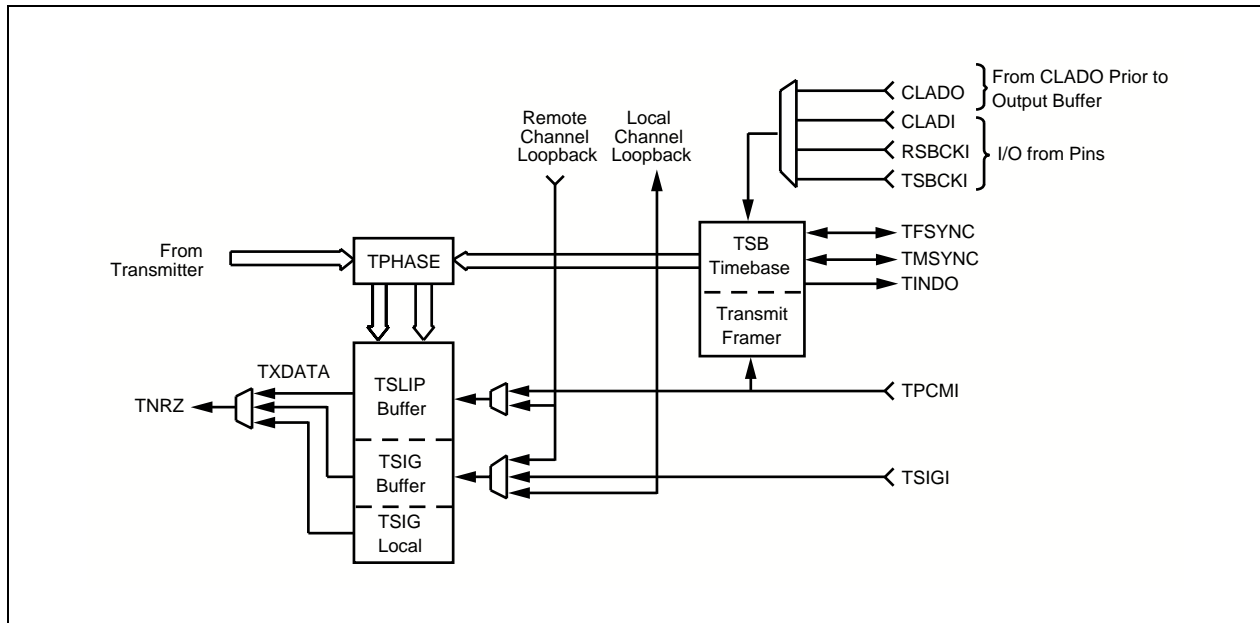 From CLADO Prior to
Output Buffer
CLADO
CLADI
RSBCKI
TSBCKI
I/O from Pins
Remote
Channel
Loopback
Local
Channel
Loopback
From
Transmitter
TPHASE
TSB
Timebase
Transmit
Framer
TFSYNC
TMSYNC
TINDO
TXDATA
TNRZ
TSLIP
Buffer
TSIG
Buffer
TSIG
Local
TPCMI
TSIGI